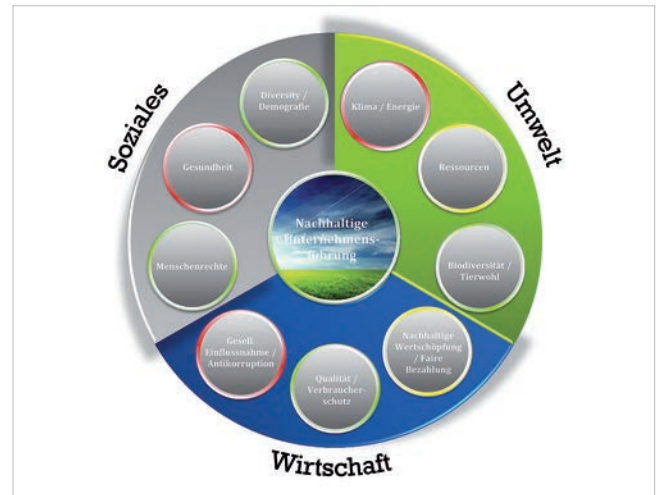 Soziales
Umwelt
Wirtschaft
Diversity /
Demografie
Klima / Energie
Gesundheit
Ressourcen
Nachhaltige
Unternehmens-
führung
Menschenrechte
Biodiversität /
Tierwohl
Gesell.
Einflussnahme /
Antikorruption
Qualität /
Verbraucher-
schutz
Nachhaltige
Wertschöpfung
/ Faire
Bezahlung